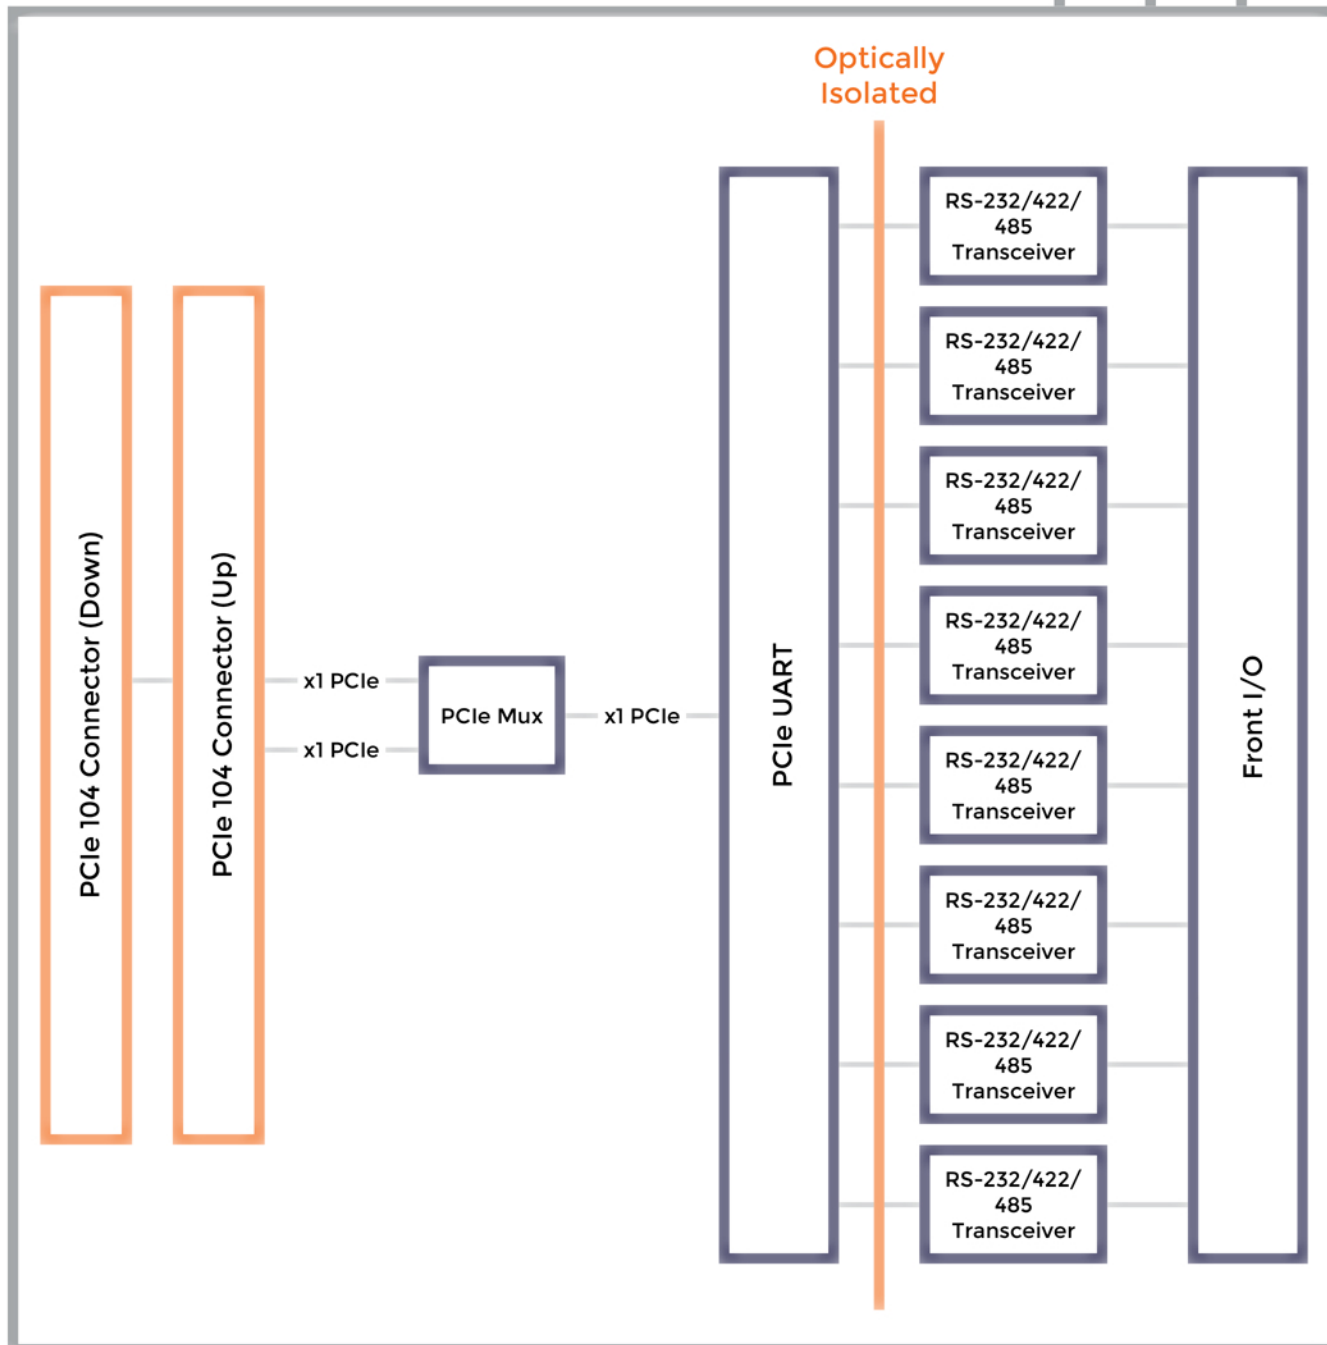 Optically
Isolated
PCIe 104 Connector (Down)
PCIe 104 Connector (Up)
x1 PCIe
x1 PCIe
PCIe Mux
x1 PCIe
PCIe UART
RS-232/422/
485
Transceiver
RS-232/422/
485
Transceiver
RS-232/422/
485
Transceiver
RS-232/422/
485
Transceiver
RS-232/422/
485
Transceiver
RS-232/422/
485
Transceiver
RS-232/422/
485
Transceiver
RS-232/422/
485
Transceiver
Front I/O